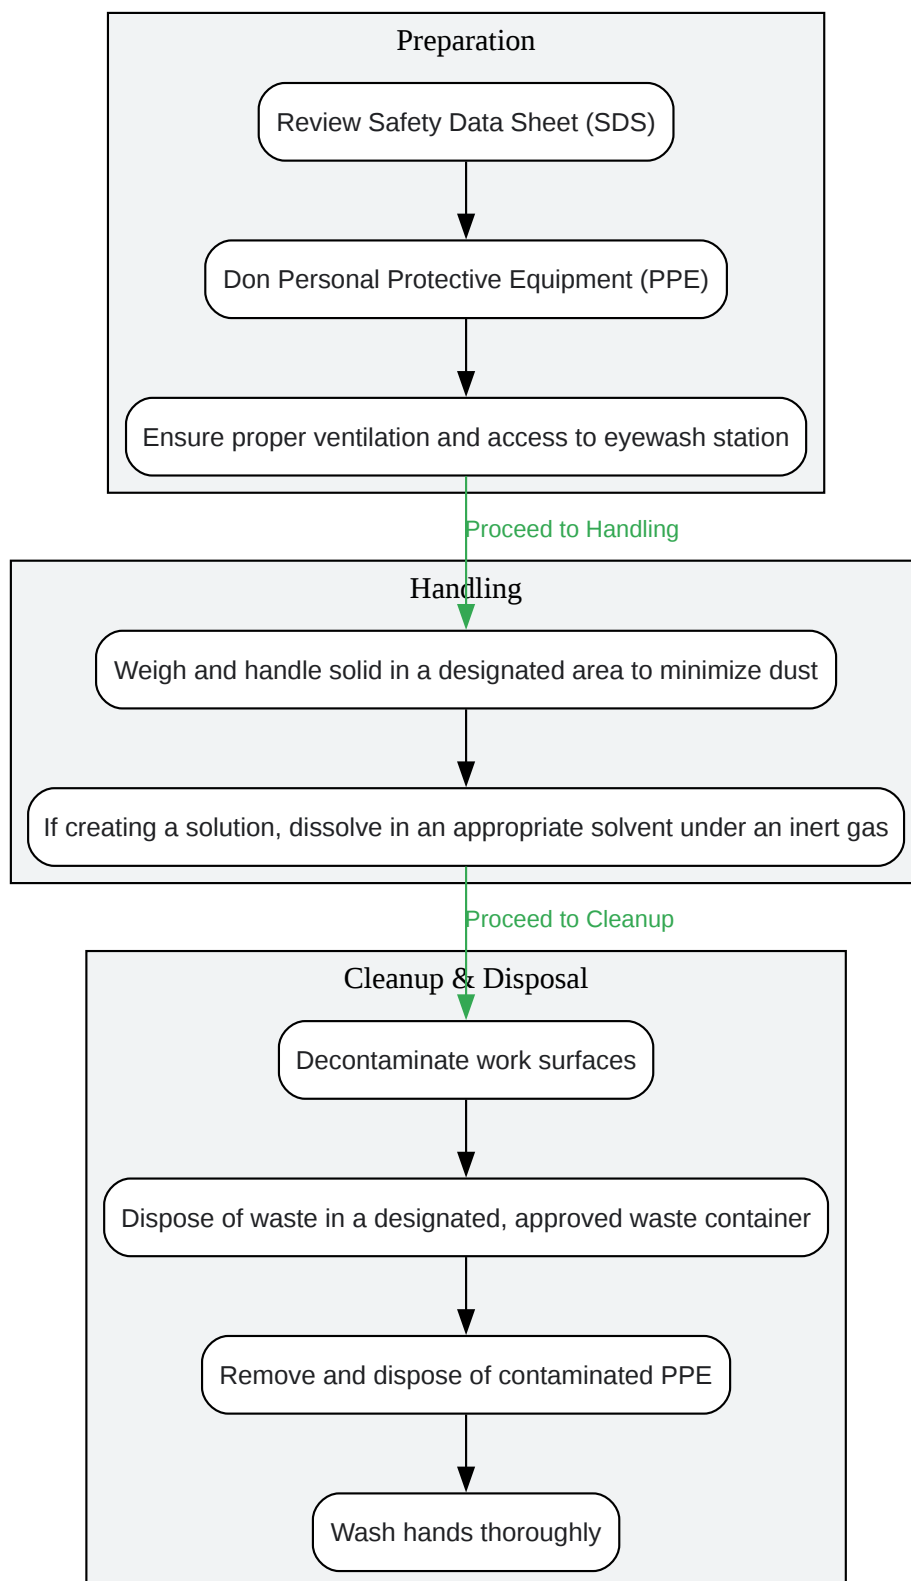 Preparation
Review Safety Data Sheet (SDS)
Don Personal Protective Equipment (PPE)
Ensure proper ventilation and access to eyewash station
Proceed to Handling
Handling
Weigh and handle solid in a designated area to minimize dust
If creating a solution, dissolve in an appropriate solvent under an inert gas
Proceed to Cleanup
Cleanup & Disposal
Decontaminate work surfaces
Dispose of waste in a designated, approved waste container
Remove and dispose of contaminated PPE
Wash hands thoroughly